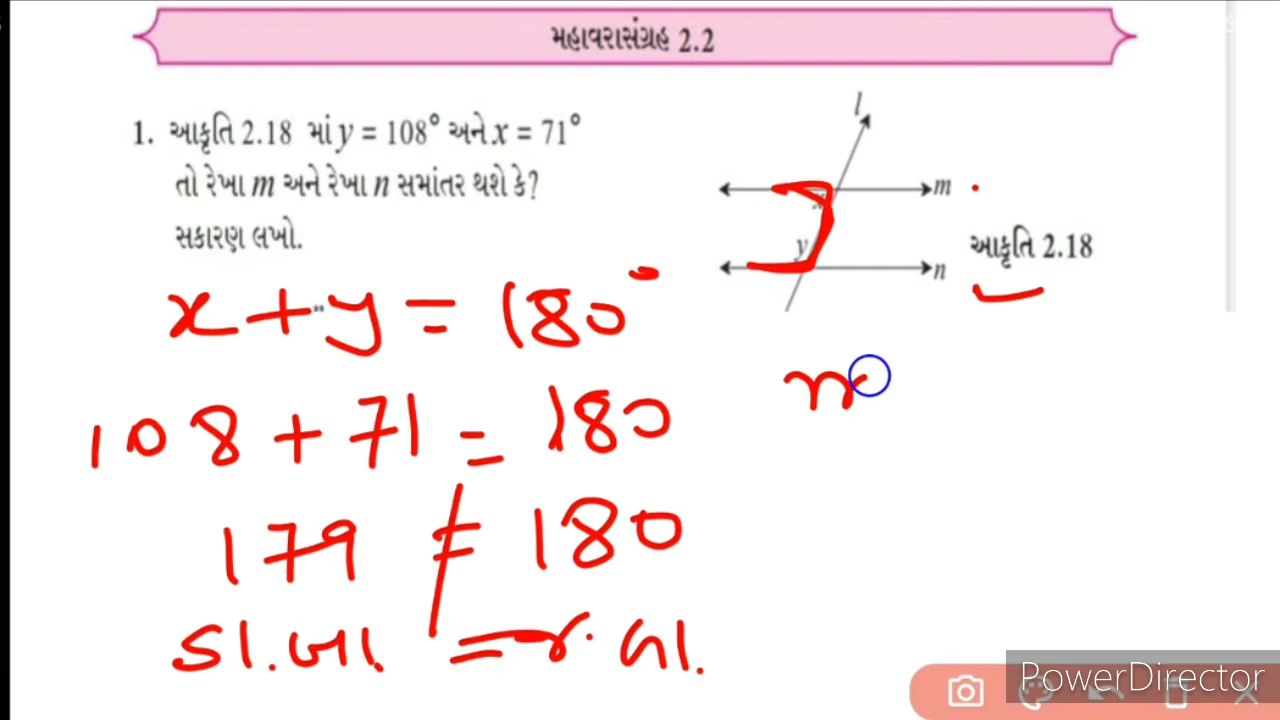 મહાવરાસંગ્રહ 2.2
1. આકૃતિ 2.18 માં y = 108° અને x = 71°
તો રેખા m અને રેખા n સમાંતર થશે કે?
સકારણ લખો.
l
x
m
y
n
આકૃતિ 2.18
x + y = 180°
108 + 71 = 180
179 ≠ 180
ડા.બા. = જ.બા.
m
PowerDirector